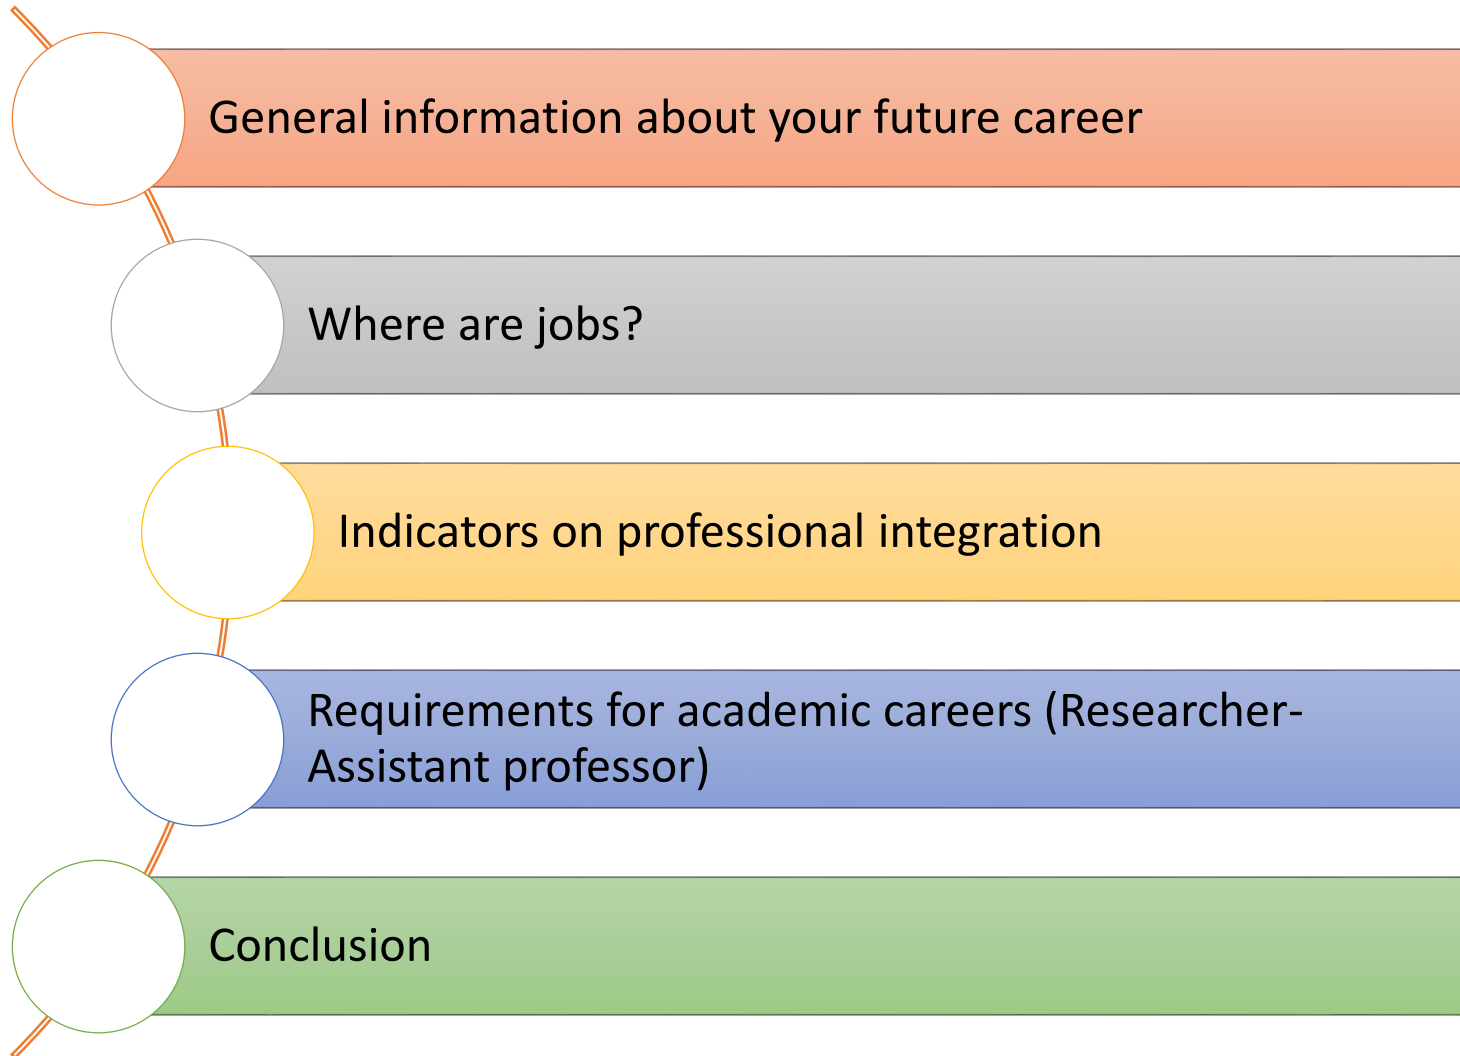 General information about your future career
Where are jobs?
Indicators on professional integration
Requirements for academic careers (Researcher-
Assistant professor)
Conclusion